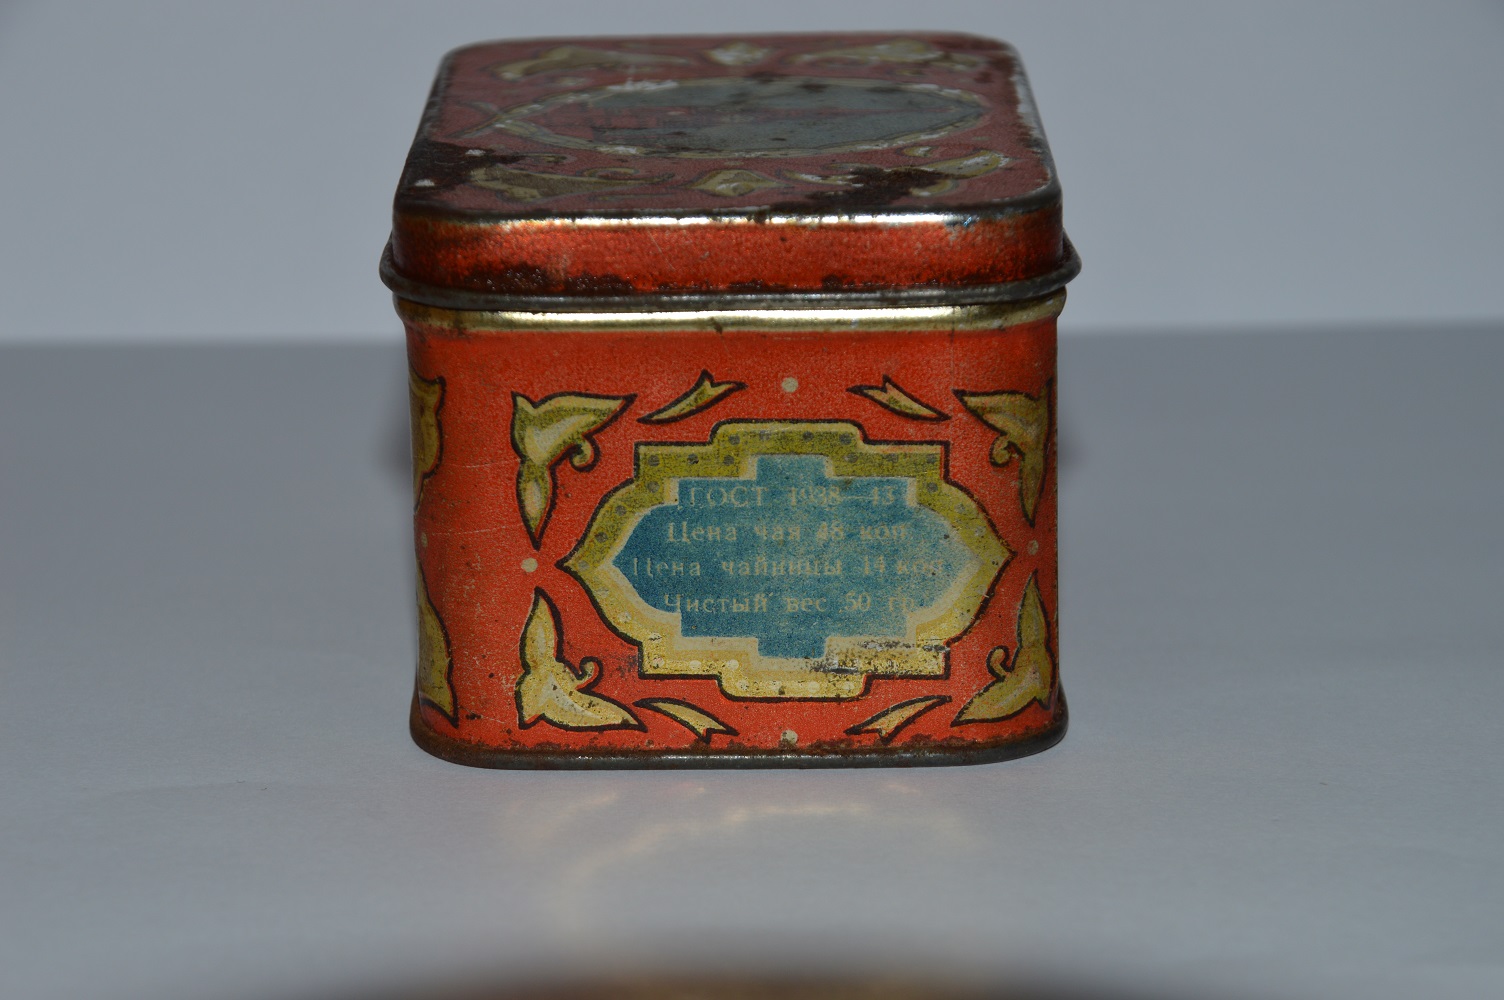 ГОСТ 1938—43
Цена чая 48 коп
Цена чайницы 14 коп
Чистый вес 50 гр.